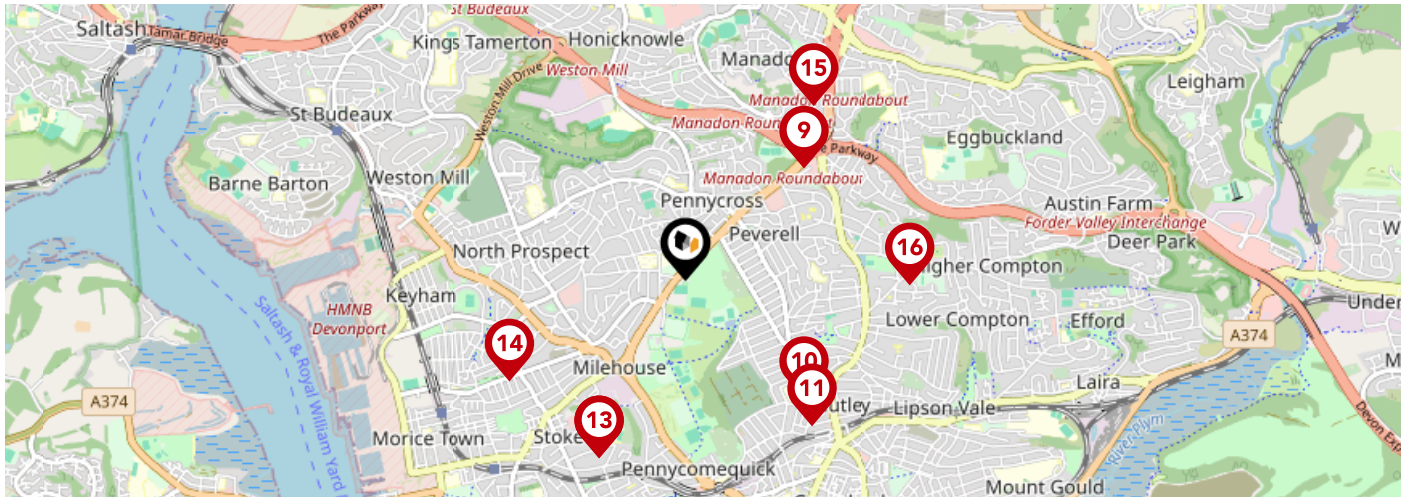 St Budeaux
Saltash
Tamar Bridge
The Parkway
Kings Tamerton
Honicknowle
Weston Mill
15
Leigham
Manadon Roundabout
St Budeaux
Weston Mill Drive
9
The Parkway
Eggbuckland
Barne Barton
Weston Mill
Manadon Roundabout
Pennycross
Austin Farm
Forder Valley Interchange
Deer Park
Peverell
North Prospect
16
Higher Compton
Keyham
HMNB
Devonport
Saltash & Royal William Yard
Lower Compton
Efford
A374
14
Milehouse
10
11
Laira
A374
13
Lipson Vale
Morice Town
Stoke
Pennycomequick
River Plym
Mount Gould